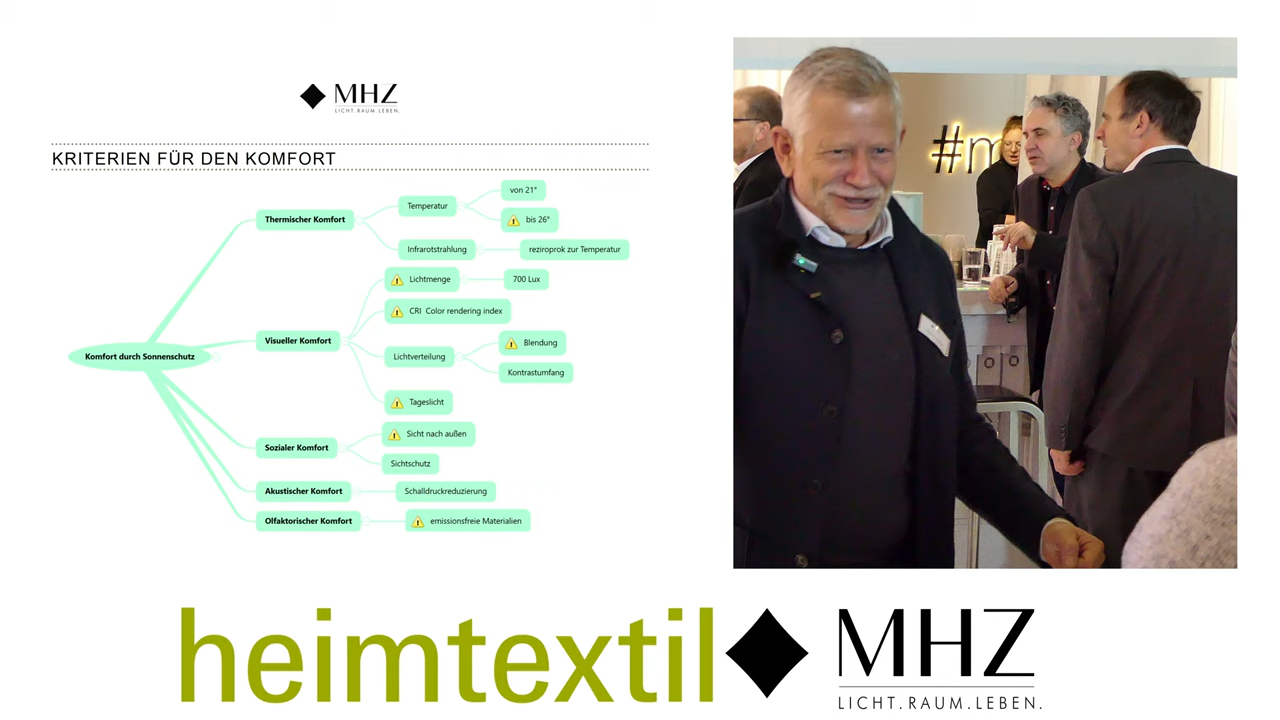 MHZ
LICHT.RAUM.LEBEN.
KRITERIEN FÜR DEN KOMFORT
Komfort durch Sonnenschutz
Thermischer Komfort
Temperatur
von 21°
bis 26°
Infrarotstrahlung
reziroprok zur Temperatur
Visueller Komfort
Lichtmenge
700 Lux
CRI Color rendering index
Lichtverteilung
Blendung
Kontrastumfang
Tageslicht
Sozialer Komfort
Sicht nach außen
Sichtschutz
Akustischer Komfort
Schalldruckreduzierung
Olfaktorischer Komfort
emissionsfreie Materialien
heimtextil
MHZ
LICHT.RAUM.LEBEN.